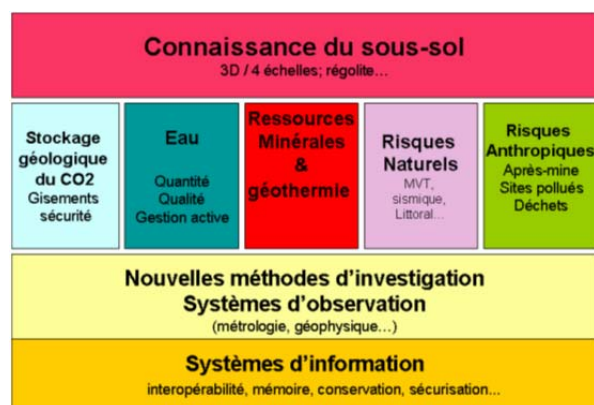 Connaissance du sous-sol
3D / 4 échelles; régolite...
Stockage
géologique
du CO2
Gisements
sécurité
Eau
Quantité
Qualité
Gestion active
Ressources
Minérales
&
géothermie
Risques
Naturels
MVT,
sismique,
Littoral...
Risques
Anthropiques
Après-mine
Sites pollués
Déchets
Nouvelles méthodes d'investigation
Systèmes d'observation
(métrologie, géophysique...)
Systèmes d'information
interopérabilité, mémoire, conservation, sécurisation...